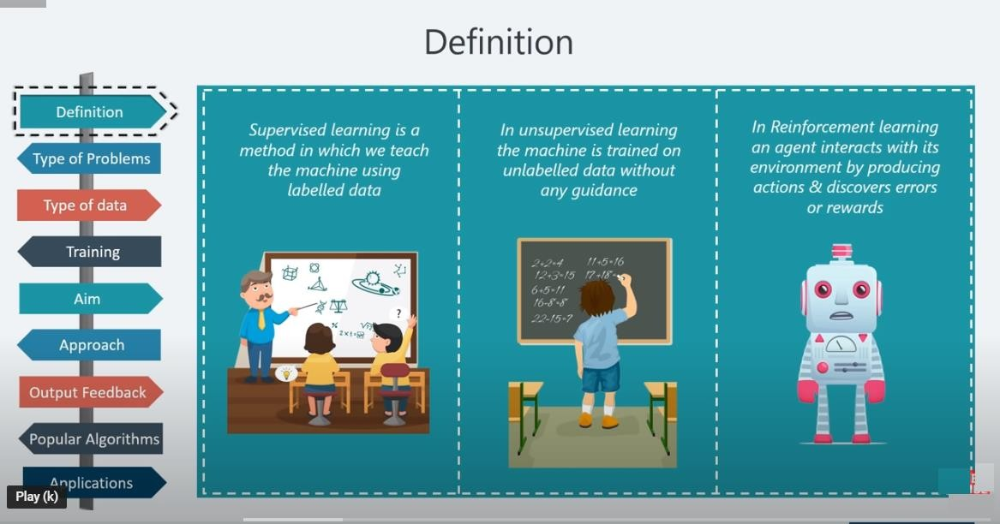 Definition
Definition
Type of Problems
Type of data
Training
Aim
Approach
Output Feedback
Popular Algorithms
Applications
Play (k)
Supervised learning is a
method in which we teach
the machine using
labelled data
In unsupervised learning
the machine is trained on
unlabelled data without
any guidance
In Reinforcement learning
an agent interacts with its
environment by producing
actions & discovers errors
or rewards
?
2+2=4
11+5=16
12+3=15
17+18=
6+5=11
16-8=8
22-15=7